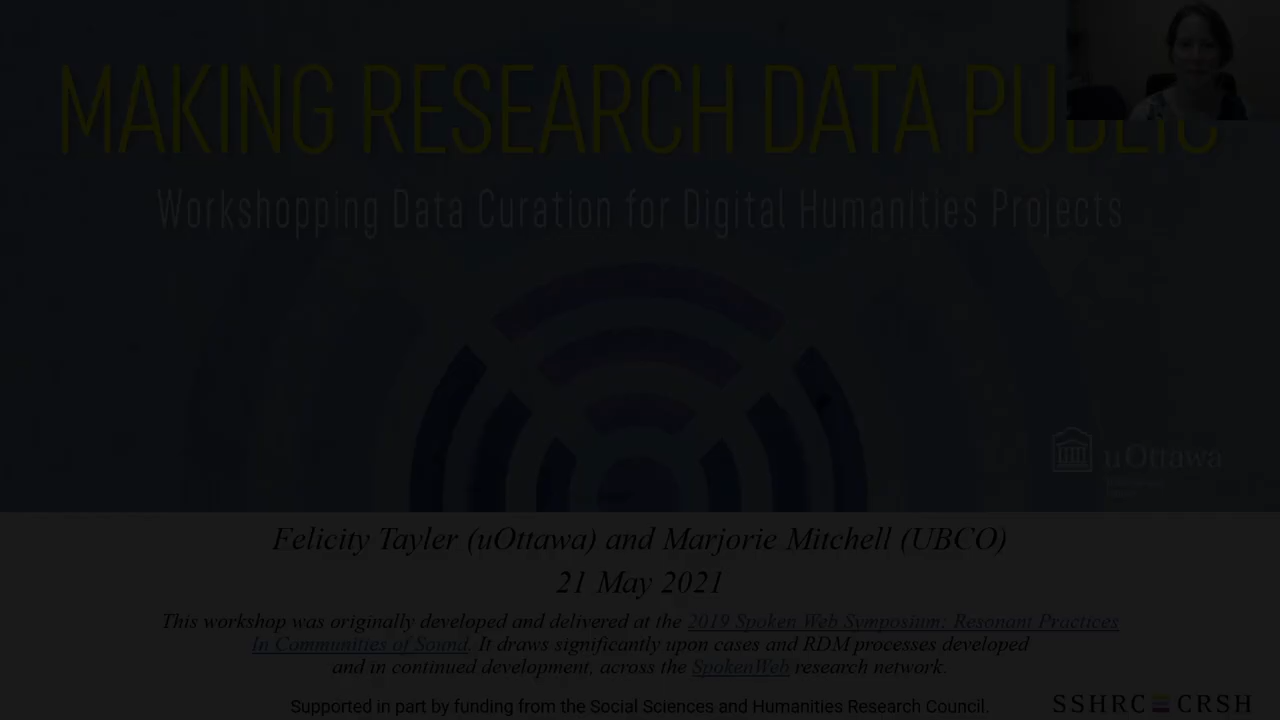 MAKING RESEARCH DATA PUBLIC
Workshopping Data Curation for Digital Humanities Projects
uOttawa
Felicity Tayler (uOttawa) and Marjorie Mitchell (UBCO)
21 May 2021
This workshop was originally developed and delivered at the 2019 Spoken Web Symposium: Resonant Practices
In Communities of Sound. It draws significantly upon cases and RDM processes developed
and in continued development, across the SpokenWeb research network.
Supported in part by funding from the Social Sciences and Humanities Research Council.
SSHRC CRSH